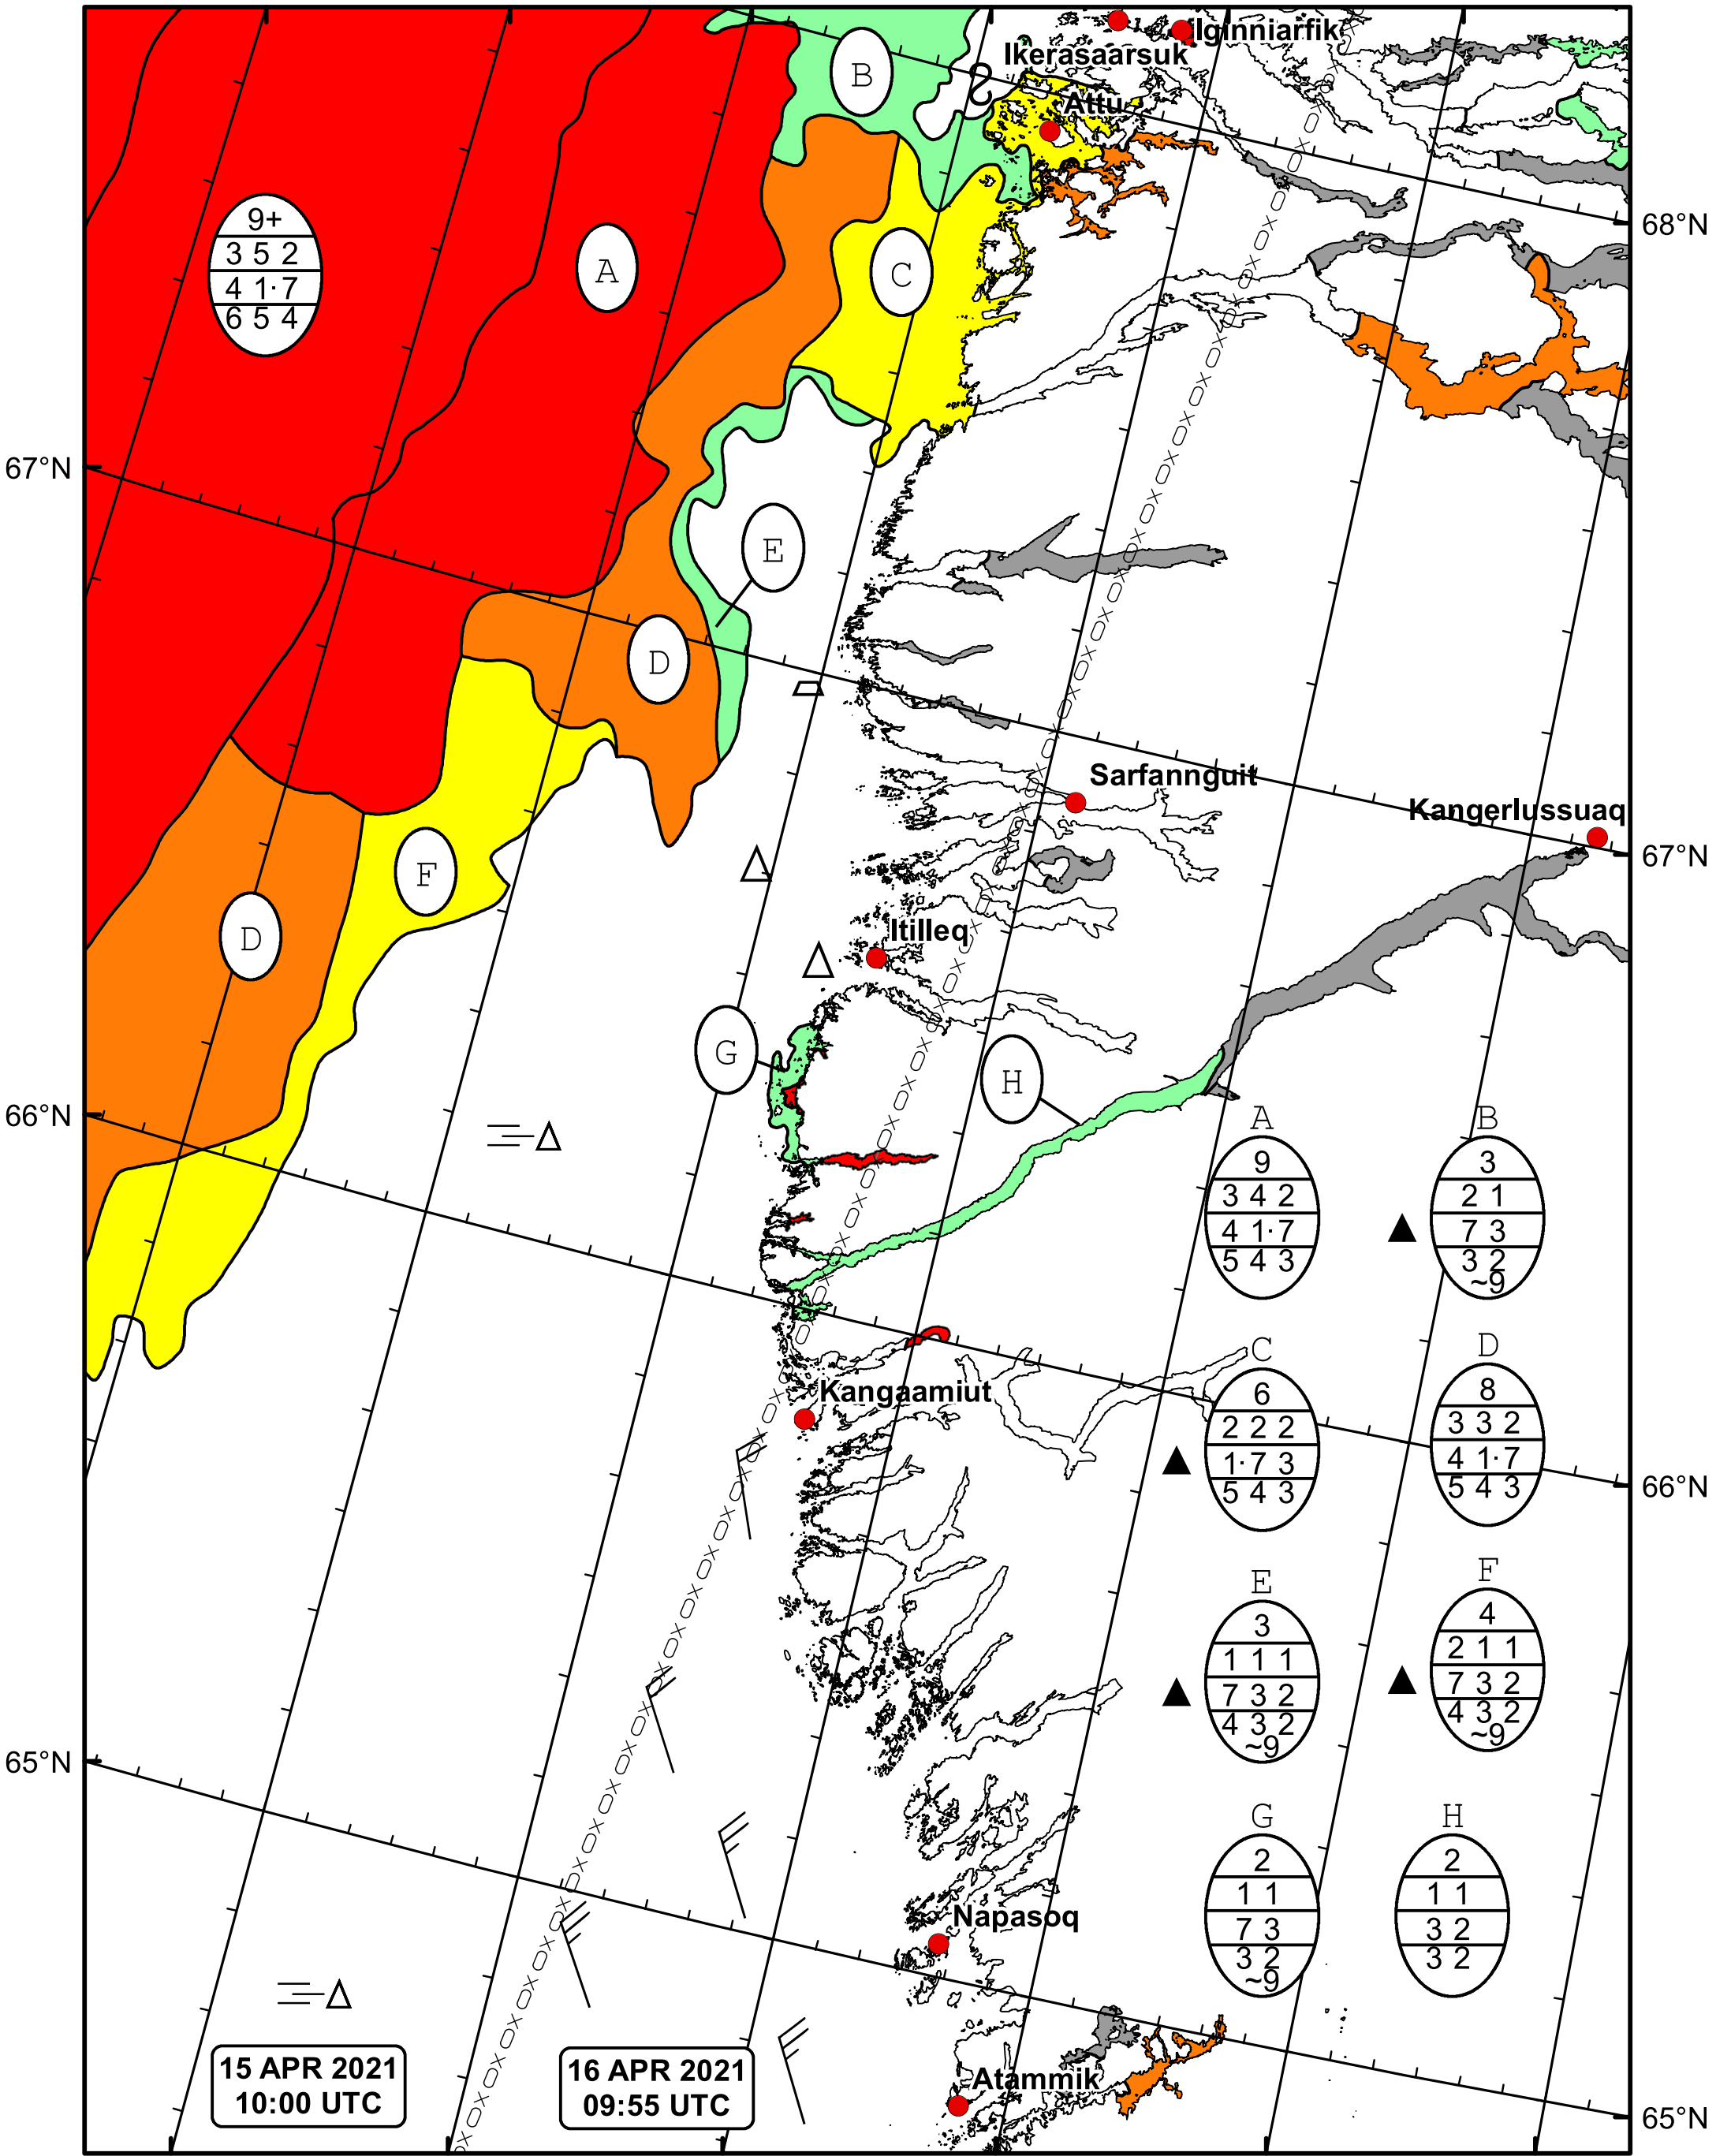 Iginniarfik
Ikerasaarsuk
B
Attu
9+
3 5 2
4 1· 7
6 5 4
A
C
68°N
67°N
E
D
Sarfannguit
Kangerlussuaq
67°N
F
D
Itilleq
G
H
66°N
A
9
3 4 2
4 1· 7
5 4 3
B
3
2 1
7 3
3 2
~9
Kangaamiut
C
6
2 2 2
1· 7 3
5 4 3
D
8
3 3 2
4 1· 7
5 4 3
66°N
E
3
1 1 1
7 3 2
4 3 2
~9
F
4
2 1 1
7 3 2
4 3 2
~9
65°N
G
2
1 1
7 3
3 2
~9
H
2
1 1
3 2
3 2
Napasoq
15 APR 2021
10:00 UTC
16 APR 2021
09:55 UTC
Atammik
65°N